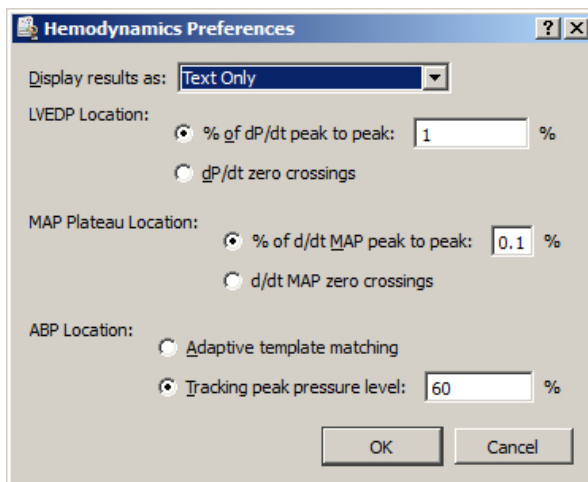 Hemodynamics Preferences
Display results as: Text Only
LVEDP Location:
% of dP/dt peak to peak: 1 %
dP/dt zero crossings
MAP Plateau Location:
% of d/dt MAP peak to peak: 0.1 %
d/dt MAP zero crossings
ABP Location:
Adaptive template matching
Tracking peak pressure level: 60 %
OK Cancel